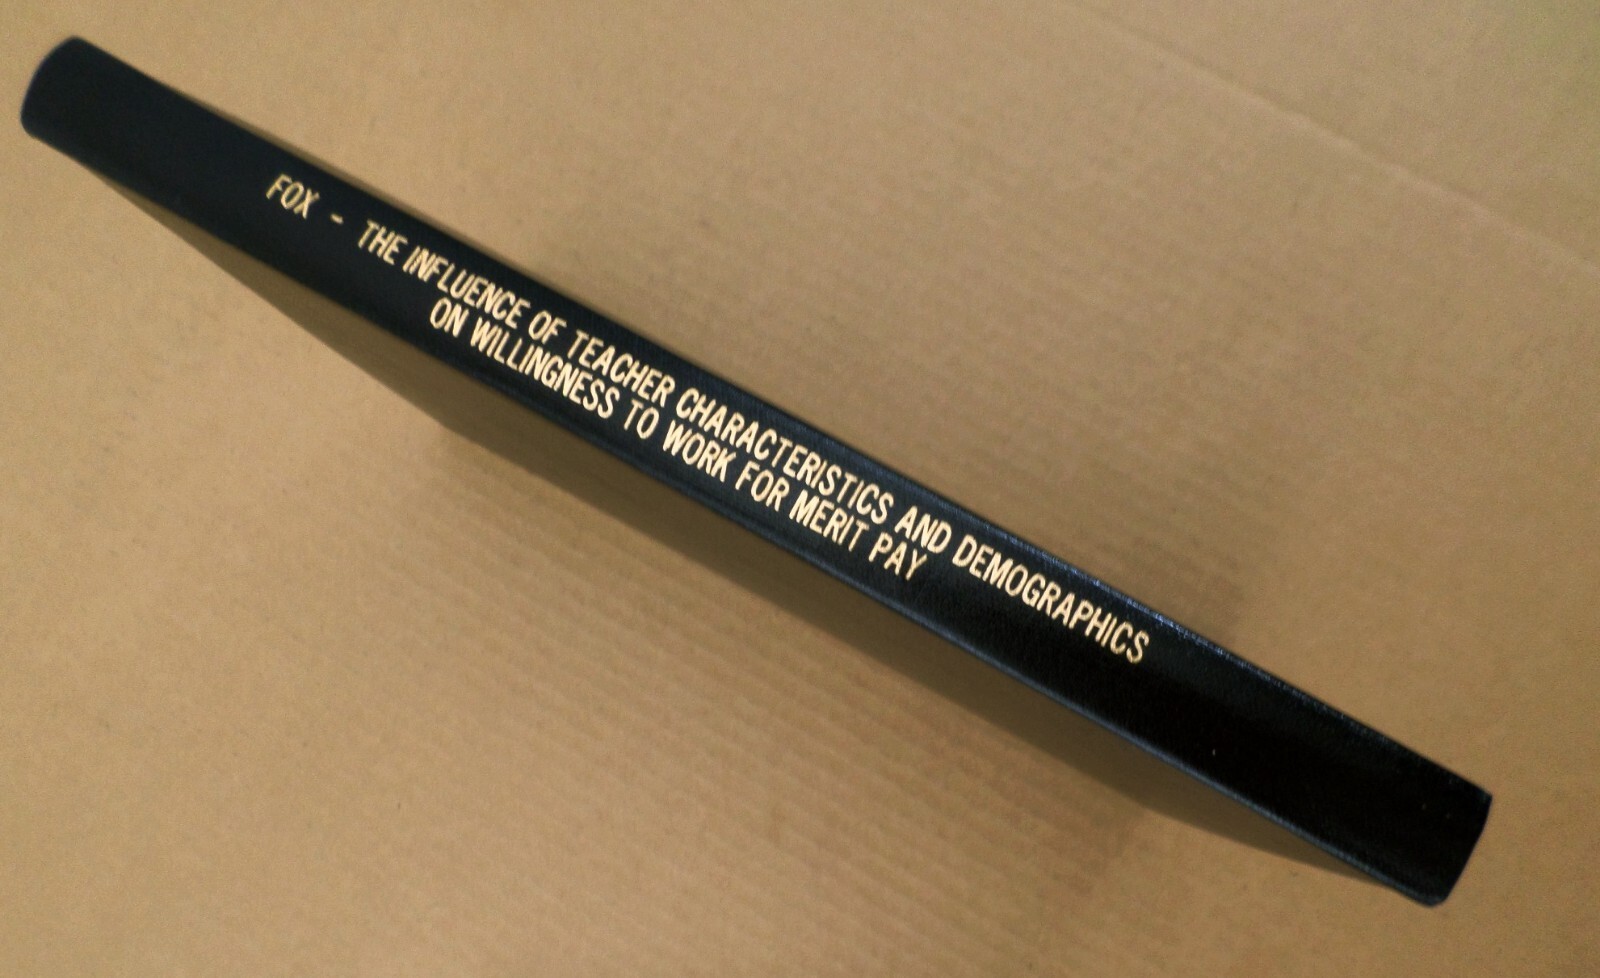 FOX - THE INFLUENCE OF TEACHER CHARACTERISTICS AND DEMOGRAPHICS
ON WILLINGNESS TO WORK FOR MERIT PAY